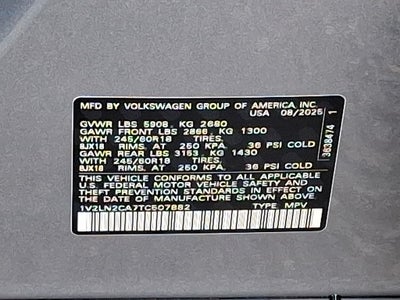 MFD BY VOLKSWAGEN GROUP OF AMERICA, INC.
USA 08/2025
GVWR LBS 5908, KG 2680
GAWR FRONT LBS 2866, KG 1300
WITH 245/60R18 TIRES.
8JX18 RIMS. AT 250 KPA. 36 PSI COLD
GAWR REAR LBS 3153, KG 1430
WITH 245/60R18 TIRES.
8JX18 RIMS. AT 250 KPA. 36 PSI COLD
THIS VEHICLE CONFORMS TO ALL APPLICABLE
U.S. FEDERAL MOTOR VEHICLE SAFETY AND
THEFT PREVENTION STANDARDS IN EFFECT ON
THE DATE OF MANUFACTURE SHOWN ABOVE.
1V2LN2CA7TC507882 TYPE MPV
3638474 1